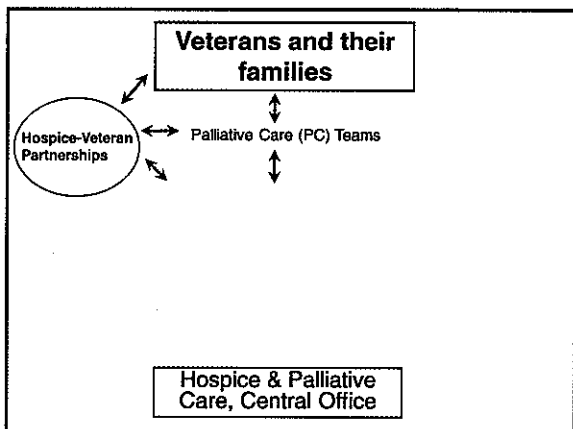 Veterans and their
families
Hospice-Veteran
Partnerships
Palliative Care (PC) Teams
Hospice & Palliative
Care, Central Office